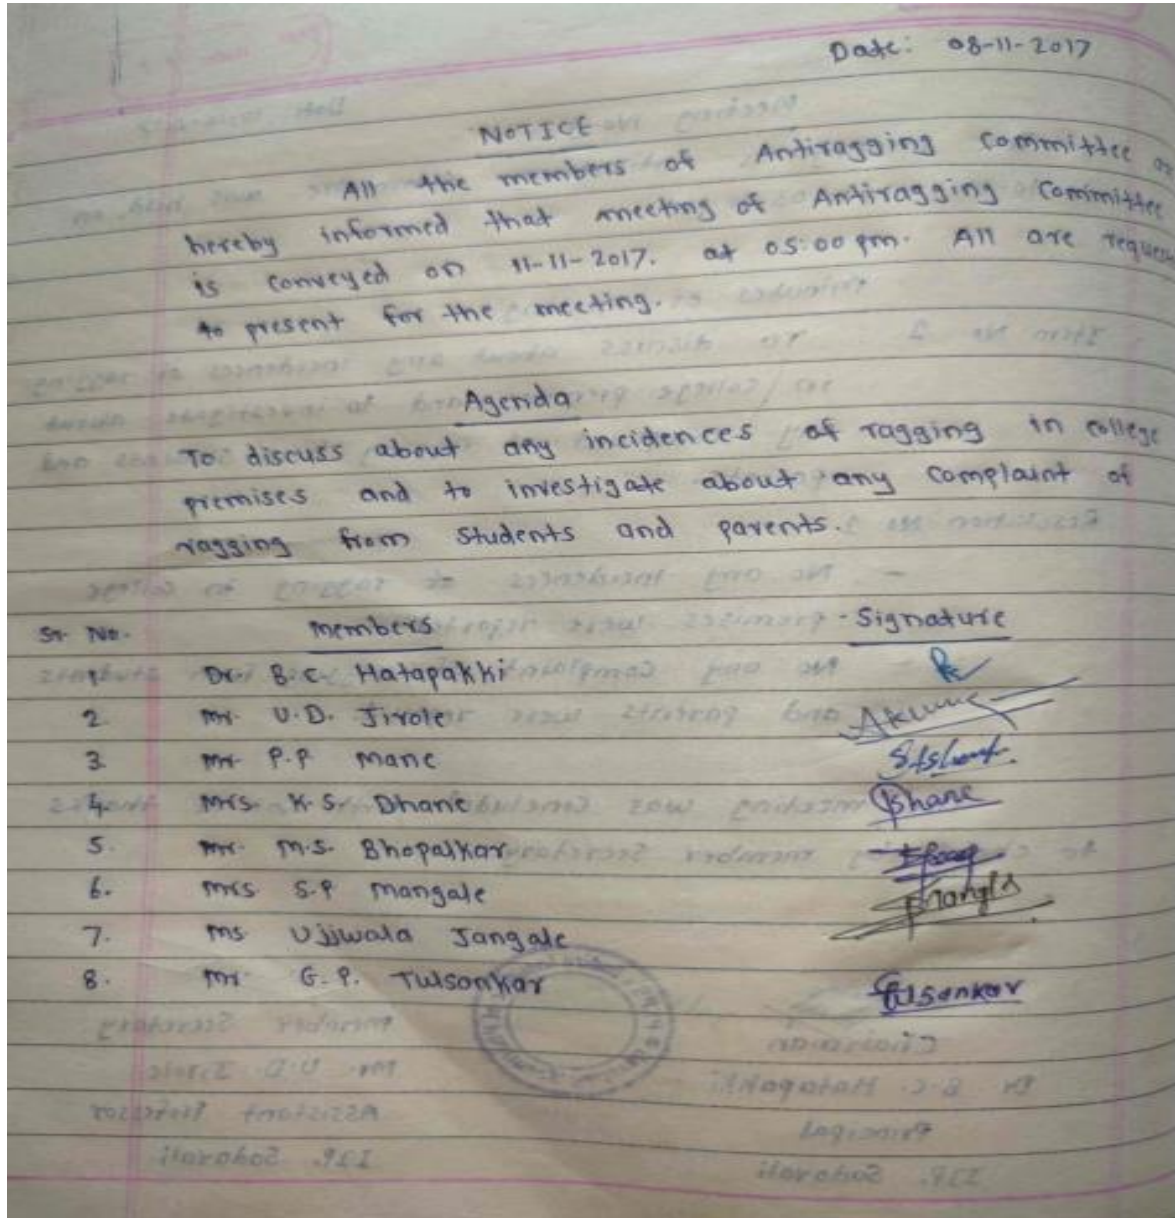 Date: 08-11-2017
NOTICE
All the members of Antiragging Committee
hereby informed that meeting of Antiragging Committee
is conveyed on 11-11-2017. at 05:00 pm. All are
to present for the meeting.
Agenda
To discuss about any incidences of ragging in college
premises and to investigate about any complaint of
ragging from Students and parents.
Sr. No. Members Signature
1. Dr. B.C. Hatapakki
2. Mr. U.D. Jirole
3. Mr. P.P Mane
4. Mrs. K.S. Dhane Dhane
5. Mr. M.S. Bhopalkar
6. Mrs S.P Mangale
7. Ms Ujjwala Jangale
8. Mr G.P. Tulsankar Tulsankar